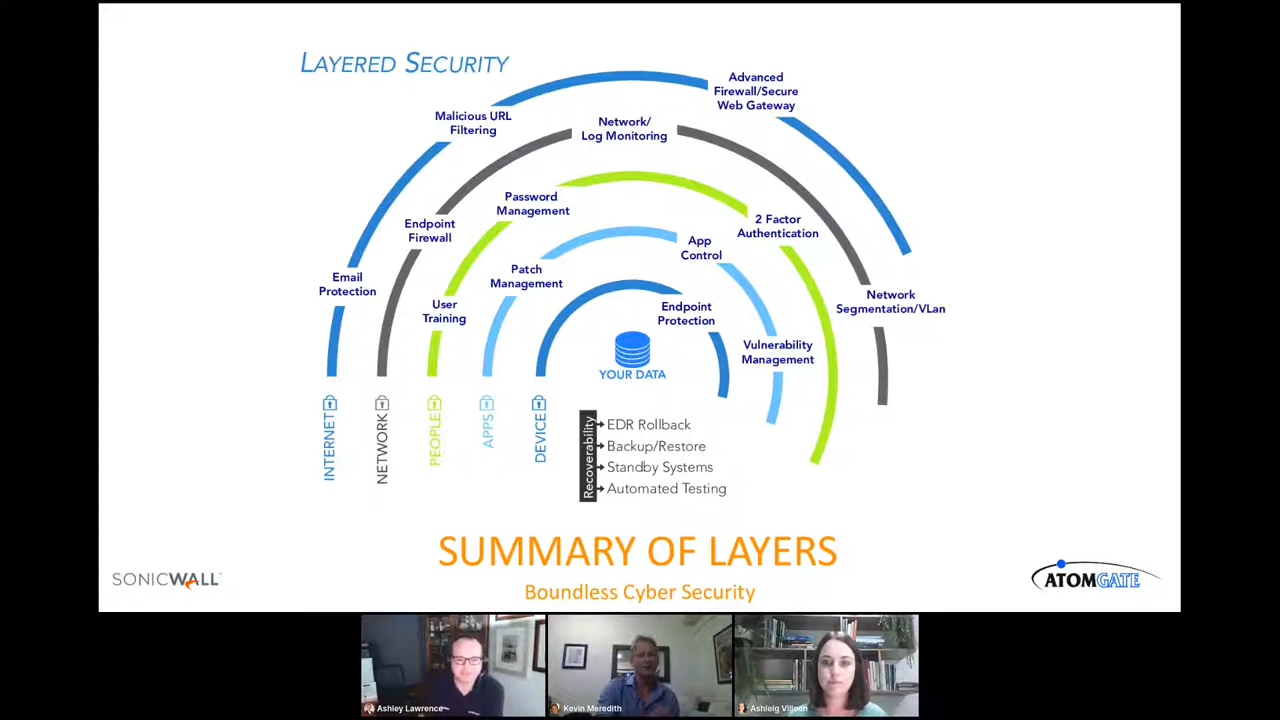 LAYERED SECURITY
Advanced
Firewall/Secure
Web Gateway
Malicious URL
Filtering
Network/
Log Monitoring
Password
Management
Endpoint
Firewall
2 Factor
Authentication
App
Control
Patch
Management
Email
Protection
User
Training
Endpoint
Protection
Network
Segmentation/VLan
Vulnerability
Management
YOUR DATA
INTERNET
NETWORK
PEOPLE
APPS
DEVICE
Recoverability
EDR Rollback
Backup/Restore
Standby Systems
Automated Testing
SUMMARY OF LAYERS
Boundless Cyber Security
SONICWALL
ATOMGATE
Ashley Lawrence
Kevin Meredith
Ashleig Viljoen